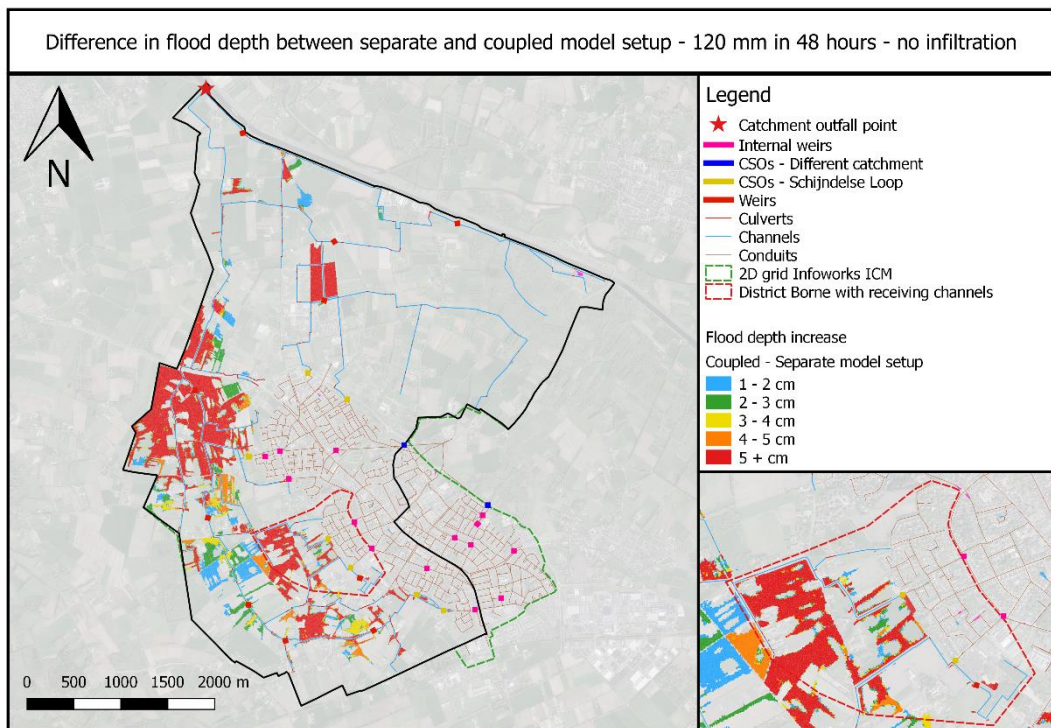 Difference in flood depth between separate and coupled model setup - 120 mm in 48 hours - no infiltration
N
0 500 1000 1500 2000 m
Legend
Catchment outfall point
Internal weirs
CSOs - Different catchment
CSOs - Schijndelse Loop
Weirs
Culverts
Channels
Conduits
2D grid Infoworks ICM
District Borne with receiving channels
Flood depth increase
Coupled - Separate model setup
1 - 2 cm
2 - 3 cm
3 - 4 cm
4 - 5 cm
5 + cm